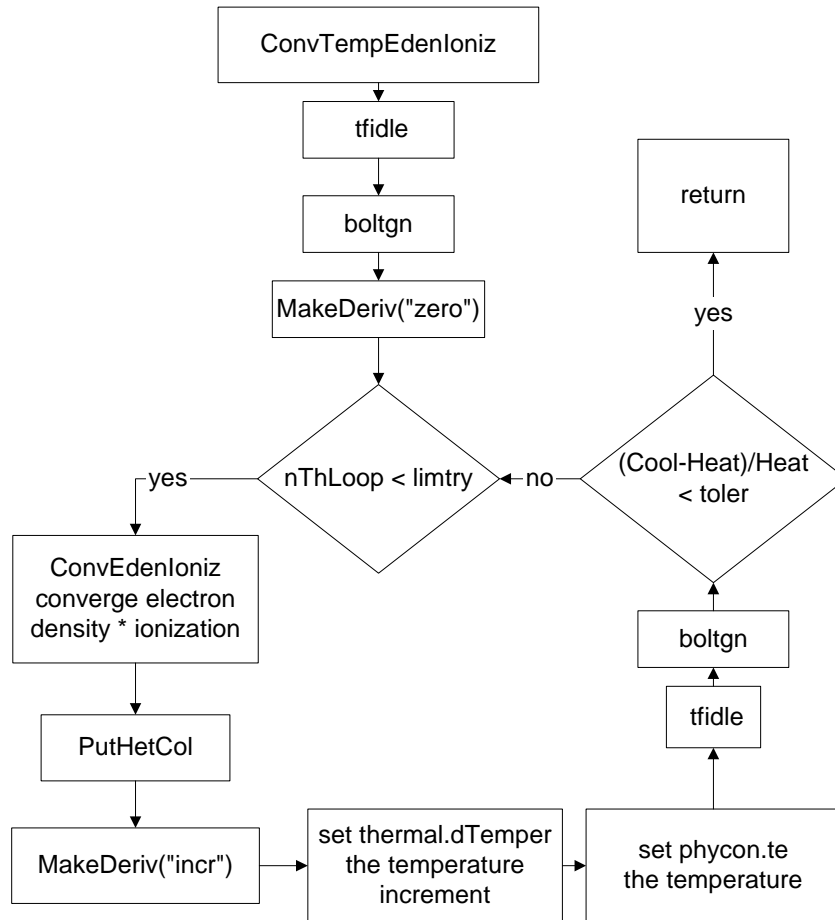 ConvTempEdenIoniz
tfidle
boltgn
MakeDeriv("zero")
nThLoop < limtry
yes
ConvEdenIoniz
converge electron
density * ionization
PutHetCol
MakeDeriv("incr")
set thermal.dTemper
the temperature
increment
set phycon.te
the temperature
tfidle
boltgn
(Cool-Heat)/Heat
< toler
no
yes
return